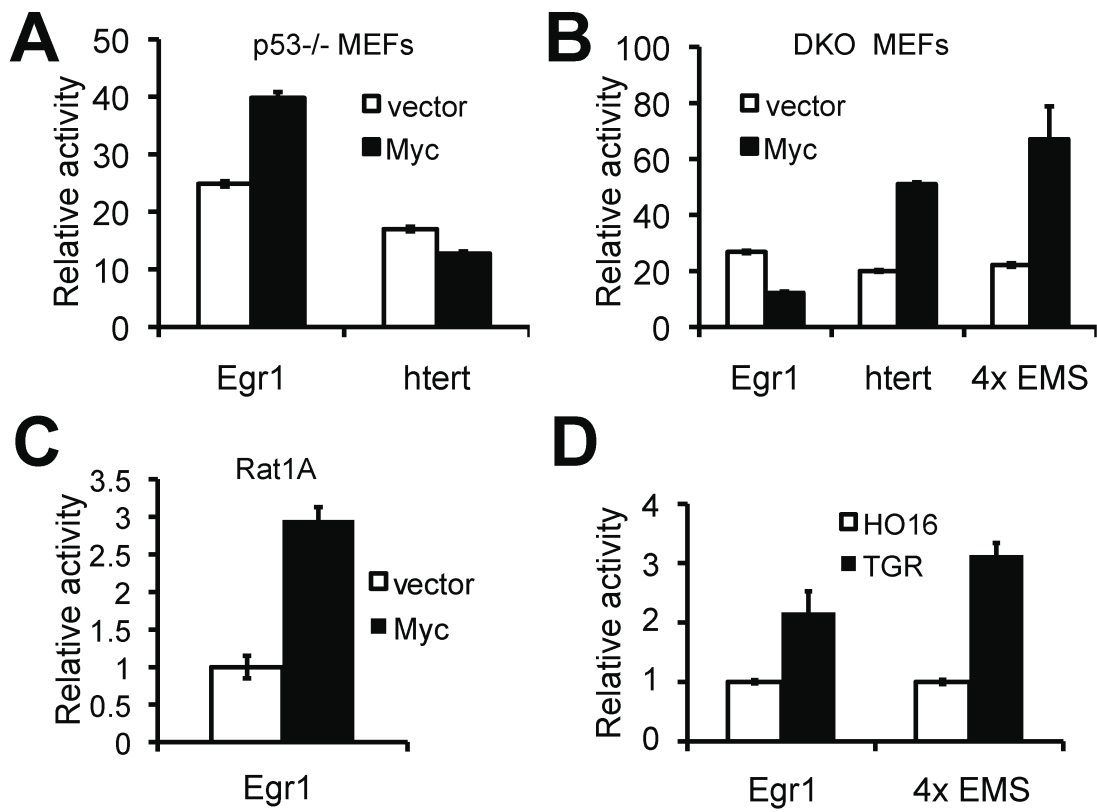 A
p53-/- MEFs
vector
Myc
Relative activity
50
40
30
20
10
0
Egr1 htert
B
DKO MEFs
vector
Myc
Relative activity
100
80
60
40
20
0
Egr1 htert 4x EMS
C
Rat1A
vector
Myc
Relative activity
3.5
3
2.5
2
1.5
1
0.5
0
Egr1
D
HO16
TGR
Relative activity
4
3
2
1
0
Egr1 4x EMS